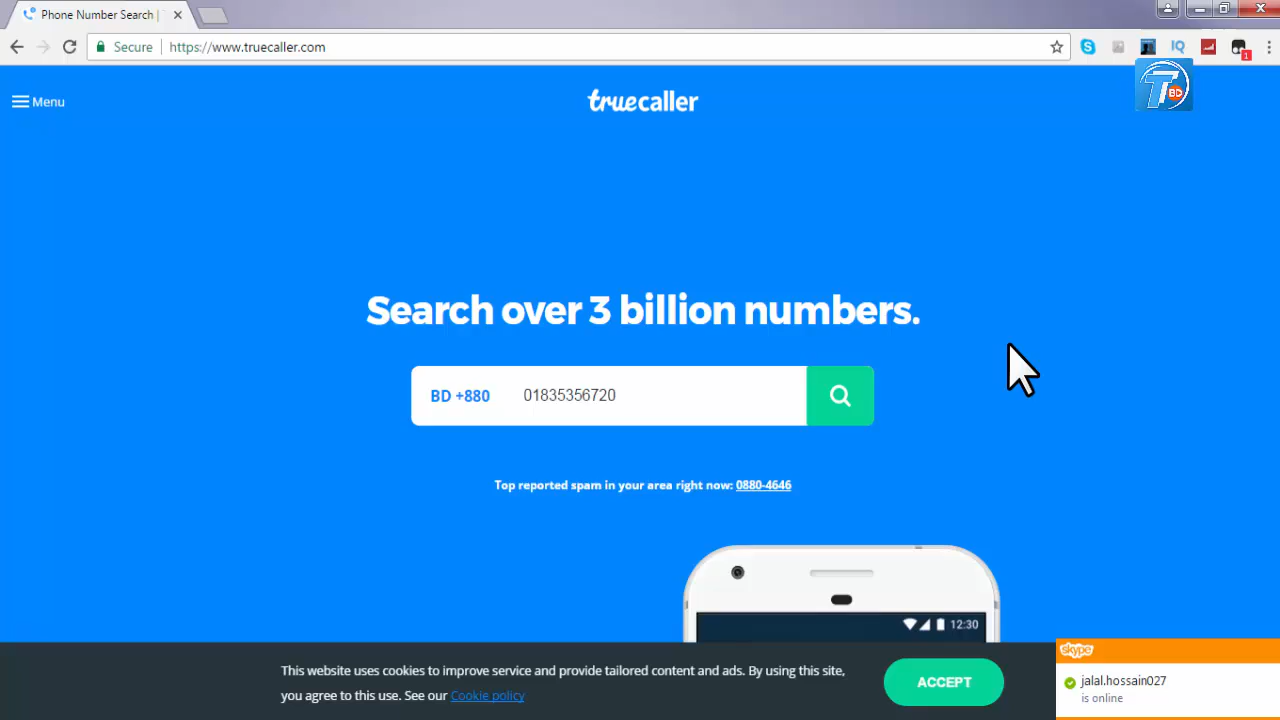 Phone Number Search |
Secure
https://www.truecaller.com
IQ
1
T BD
Menu
truecaller
Search over 3 billion numbers.
BD +880 01835356720
Top reported spam in your area right now: 0880-4646
12:30
This website uses cookies to improve service and provide tailored content and ads. By using this site,
you agree to this use. See our Cookie policy
ACCEPT
skype
jalal.hossain027
is online